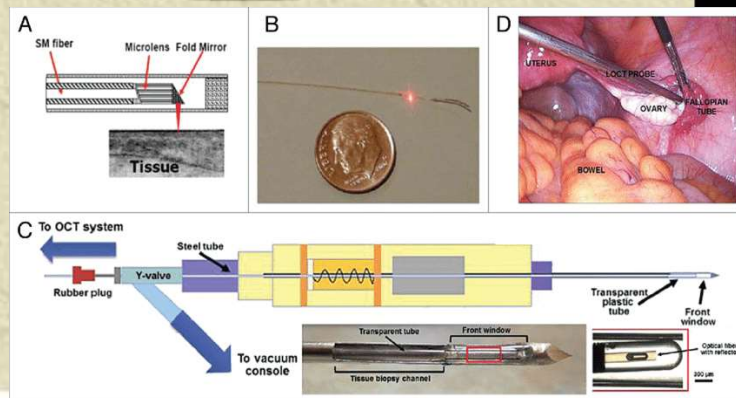 A
SM fiber
Microlens
Fold Mirror
Tissue
B
D
UTERUS
LOCT PROBE
OVARY
FALLOPIAN
TUBE
BOWEL
C
To OCT system
Steel tube
Y-valve
Rubber plug
To vacuum
console
Transparent
plastic
tube
Front
window
Transparent tube
Front window
Tissue biopsy channel
Optical fiber
with reflector
300 µm